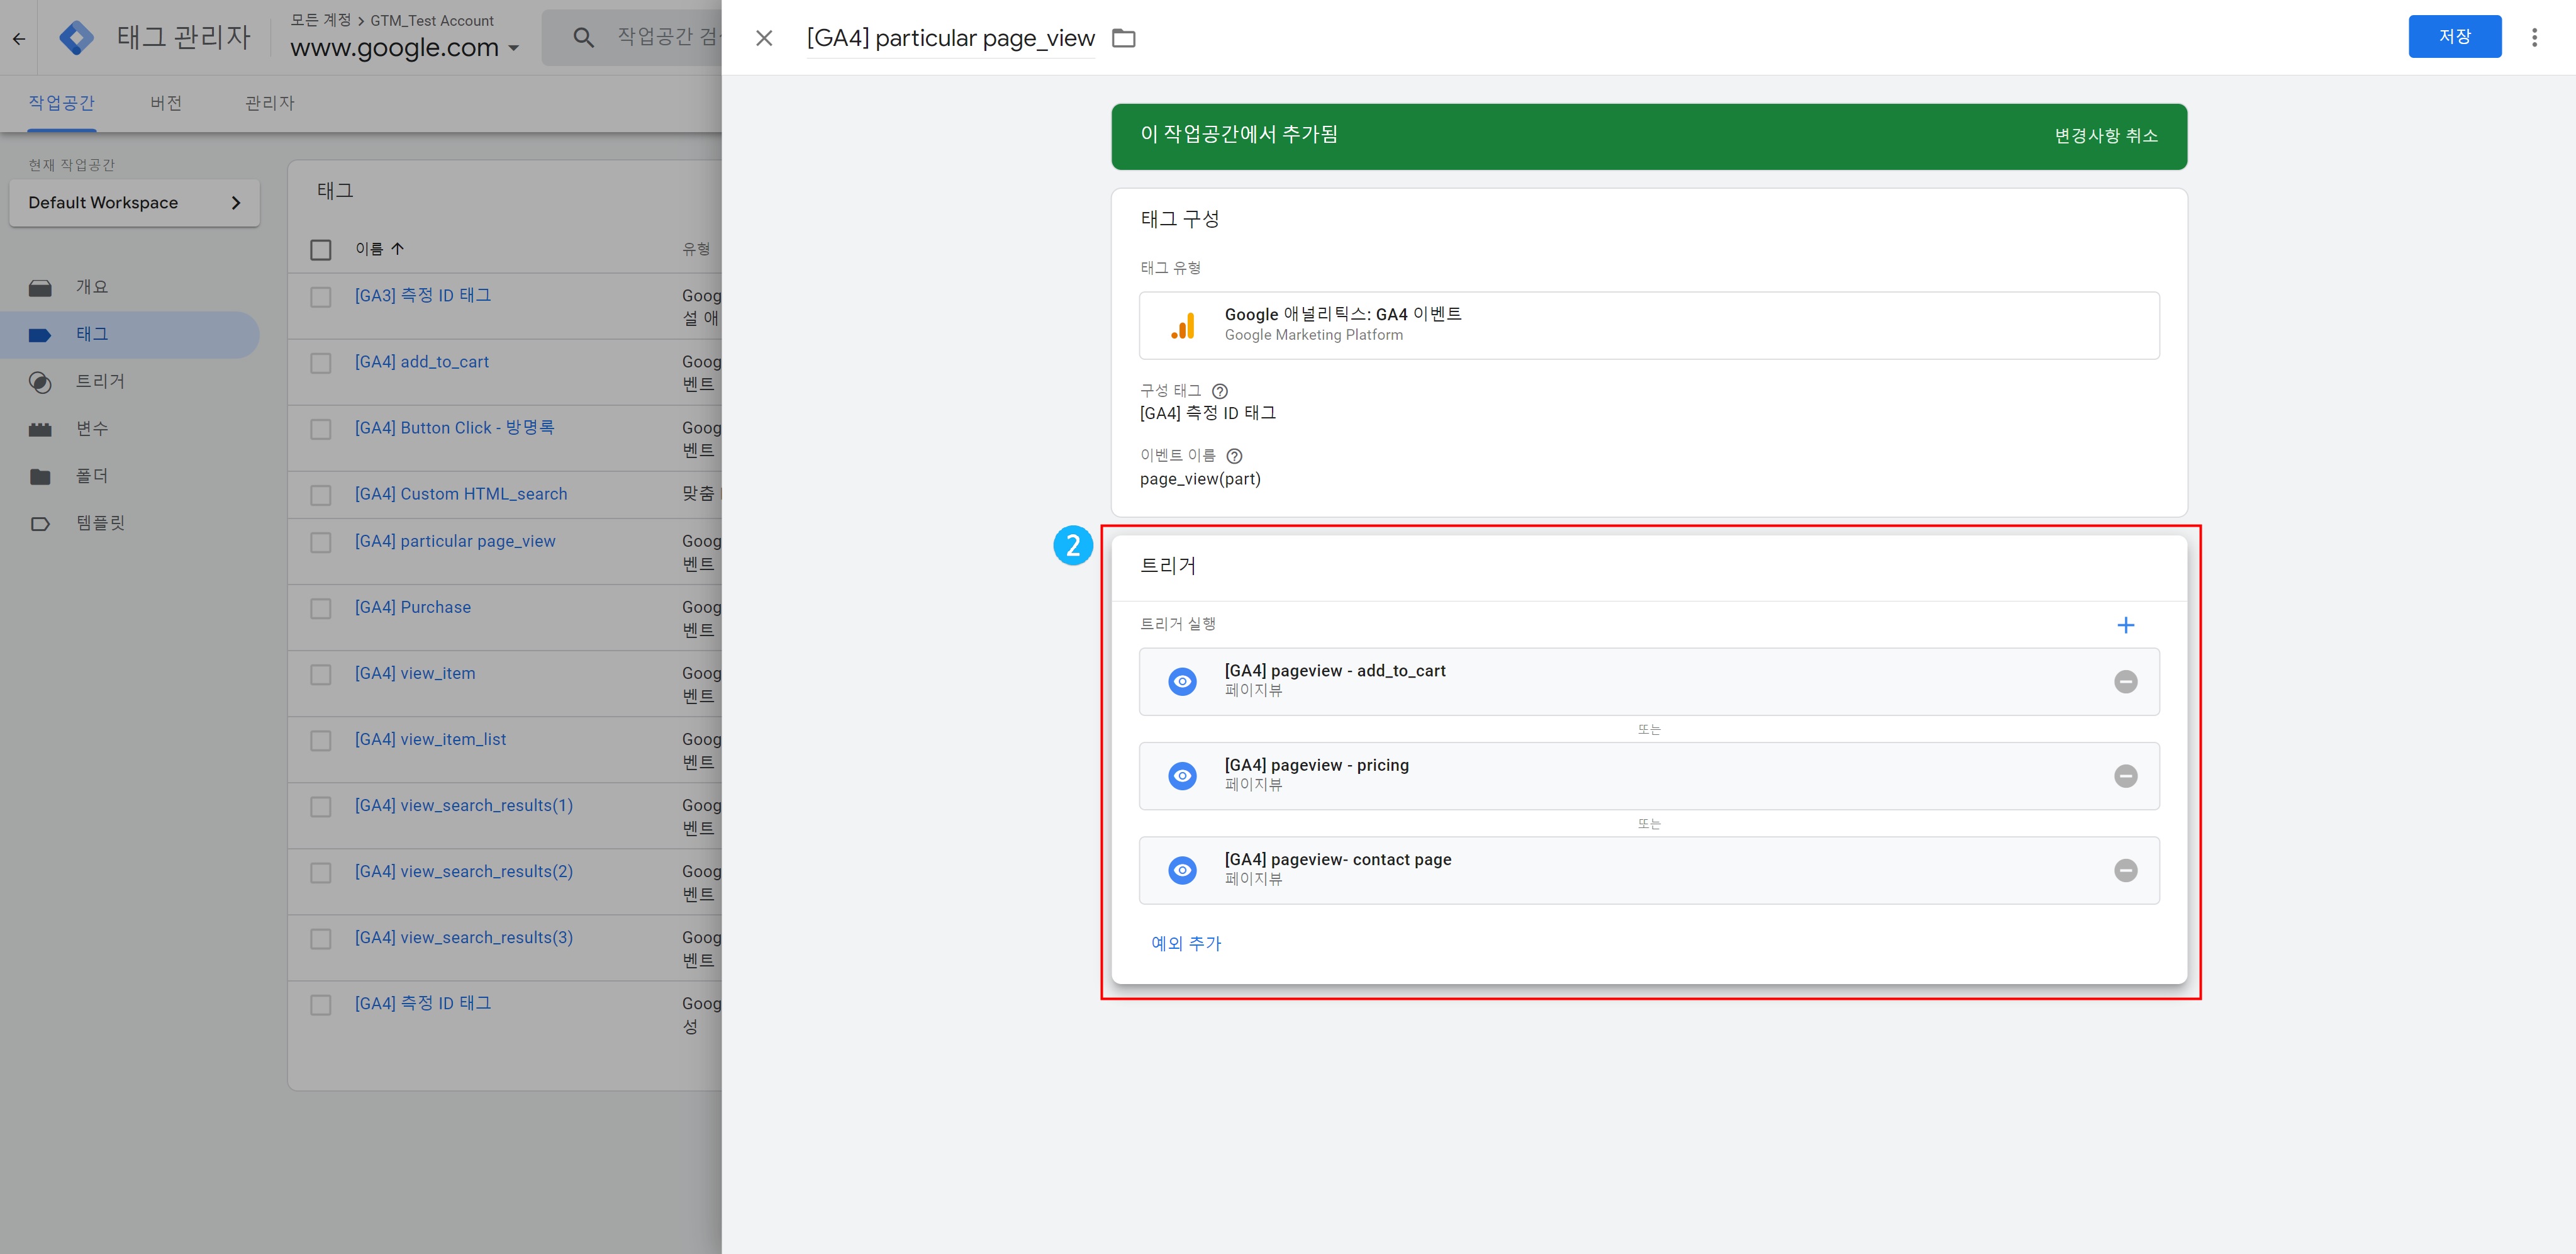 태그 관리자
모든 계정 > GTM_Test Account
www.google.com
작업공간 검
[GA4] particular page_view
저장
작업공간
버전
관리자
현재 작업공간
Default Workspace
개요
태그
트리거
변수
폴더
템플릿
태그
이름
유형
[GA3] 측정 ID 태그
Goog
설 애
[GA4] add_to_cart
Goog
벤트
[GA4] Button Click - 방명록
Goog
벤트
[GA4] Custom HTML_search
맞춤
[GA4] particular page_view
Goog
벤트
[GA4] Purchase
Goog
벤트
[GA4] view_item
Goog
벤트
[GA4] view_item_list
Goog
벤트
[GA4] view_search_results(1)
Goog
벤트
[GA4] view_search_results(2)
Goog
벤트
[GA4] view_search_results(3)
Goog
벤트
[GA4] 측정 ID 태그
Goog
성
이 작업공간에서 추가됨
변경사항 취소
태그 구성
태그 유형
Google 애널리틱스: GA4 이벤트
Google Marketing Platform
구성 태그
[GA4] 측정 ID 태그
이벤트 이름
page_view(part)
2
트리거
트리거 실행
[GA4] pageview - add_to_cart
페이지뷰
또는
[GA4] pageview - pricing
페이지뷰
또는
[GA4] pageview- contact page
페이지뷰
예외 추가